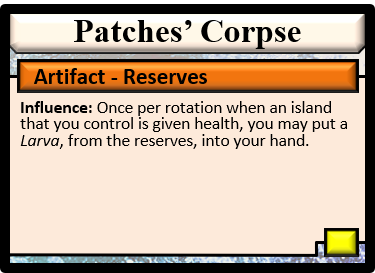 Patches’ Corpse
Artifact - Reserves
Influence: Once per rotation when an island
that you control is given health, you may put a
Larva, from the reserves, into your hand.